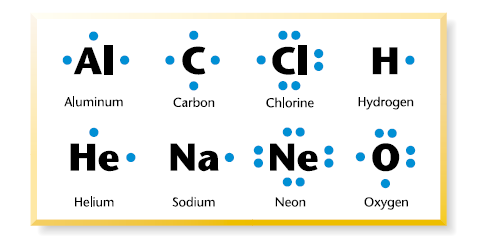 Al C Cl H
Aluminum Carbon Chlorine Hydrogen
He Na Ne O
Helium Sodium Neon Oxygen